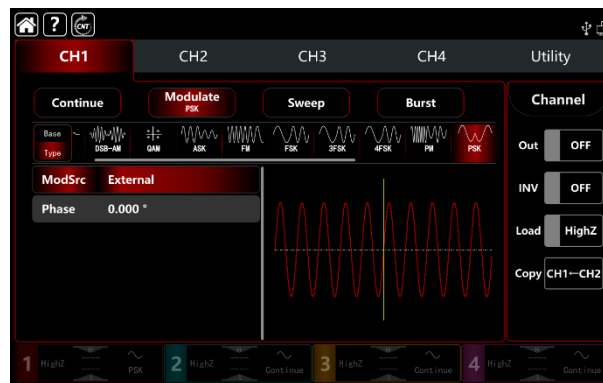 ? CNT
CH1 CH2 CH3 CH4 Utility
Continue Modulate Sweep Burst Channel
PSK
Base DSB-AM QAM ASK FM FSK 3FSK 4FSK PM PSK
Type
Out OFF
ModSrc External
INV OFF
Phase 0.000 °
Load HighZ
Copy CH1←CH2
1 HighZ PSK 2 HighZ Continue 3 HighZ Continue 4 HighZ Continue